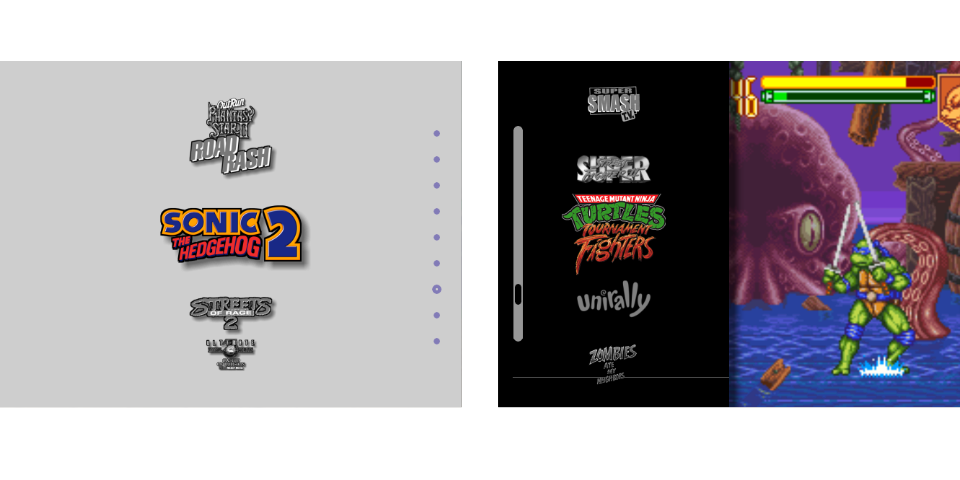 OutRun
PHANTASY
STAR II
ROAD
RASH
SONIC
THE
HEDGEHOG
2
STREETS
OF RAGE
2
SUPER
SMASH
T.V.
SUPER
TEENAGE MUTANT NINJA
TURTLES
TOURNAMENT
FIGHTERS
unirally
ZOMBIES
ATE
MY
NEIGHBORS